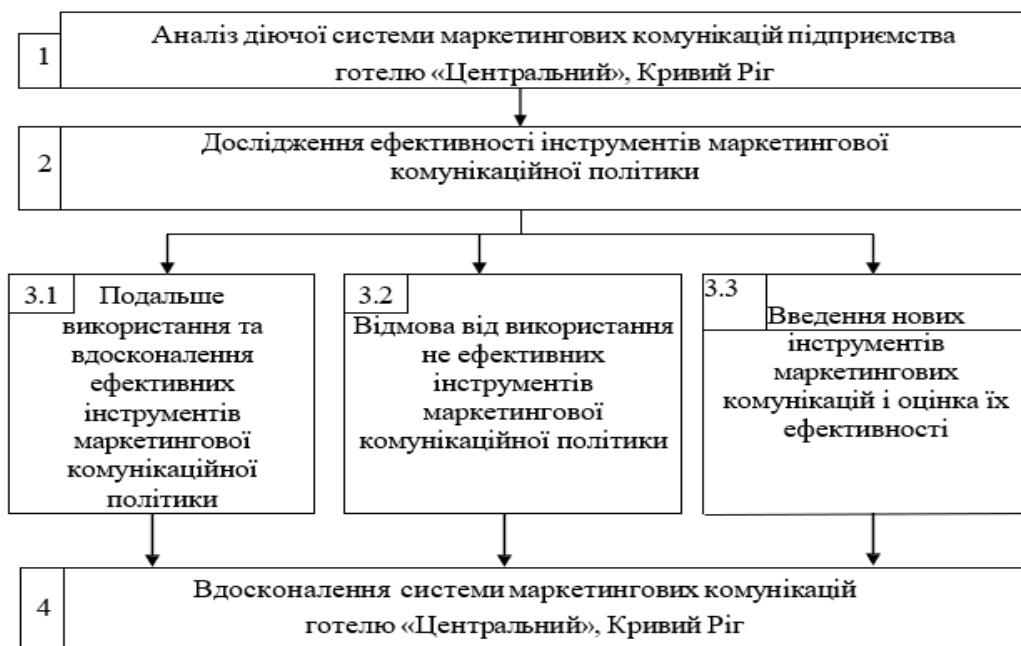 1
Аналіз діючої системи маркетингових комунікацій підприємства
готелю «Центральний», Кривий Ріг
2
Дослідження ефективності інструментів маркетингової
комунікаційної політики
3.1
Подальше
використання та
вдосконалення
ефективних
інструментів
маркетингової
комунікаційної
політики
3.2
Відмова від використання
не ефективних
інструментів
маркетингової
комунікаційної політики
3.3
Введення нових
інструментів
маркетингових
комунікацій і оцінка їх
ефективності
4
Вдосконалення системи маркетингових комунікацій
готелю «Центральний», Кривий Ріг